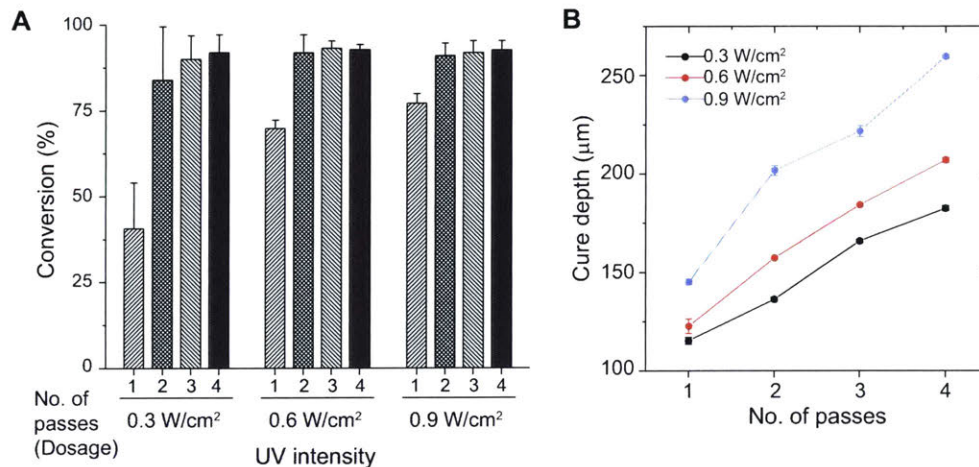 A
Conversion (%)
100
75
50
25
0
1 2 3 4 1 2 3 4 1 2 3 4
No. of
passes
(Dosage)
0.3 W/cm² 0.6 W/cm² 0.9 W/cm²
UV intensity
B
Cure depth (µm)
0.3 W/cm²
0.6 W/cm²
0.9 W/cm²
250
200
150
100
1 2 3 4
No. of passes